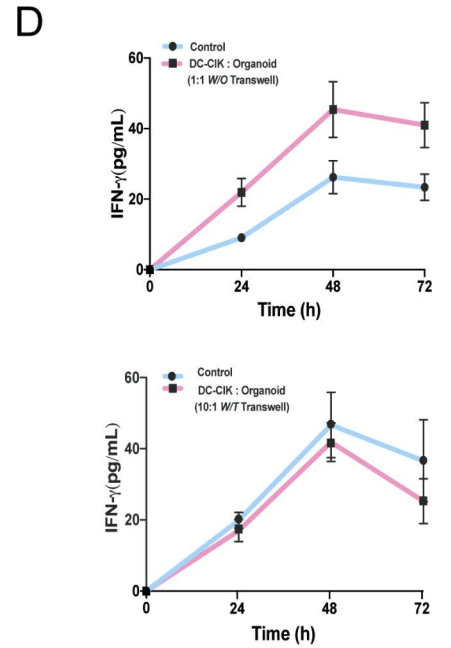 D
Control
DC-CIK : Organoid
(1:1 W/O Transwell)
60
40
20
0
IFN-γ(pg/mL)
0 24 48 72
Time (h)
Control
DC-CIK : Organoid
(10:1 W/T Transwell)
60
40
20
0
IFN-γ(pg/mL)
0 24 48 72
Time (h)